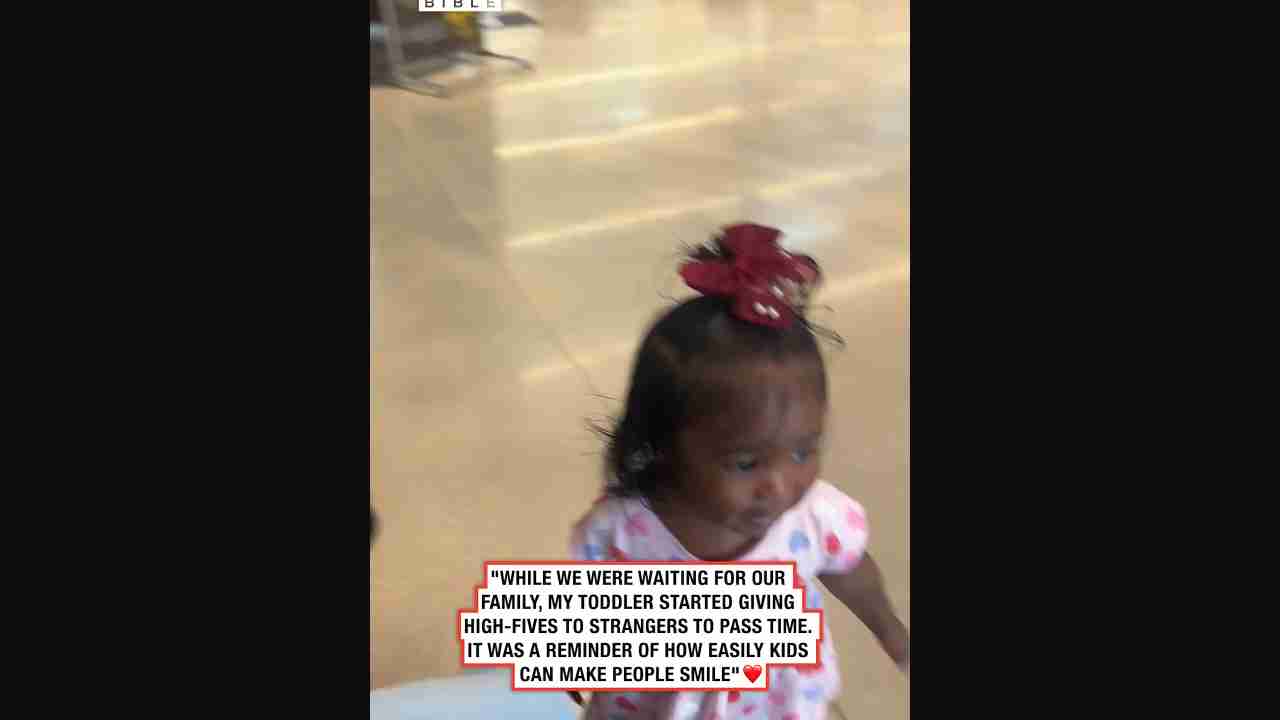 BIBLE
"WHILE WE WERE WAITING FOR OUR
FAMILY, MY TODDLER STARTED GIVING
HIGH-FIVES TO STRANGERS TO PASS TIME.
IT WAS A REMINDER OF HOW EASILY KIDS
CAN MAKE PEOPLE SMILE"❤️